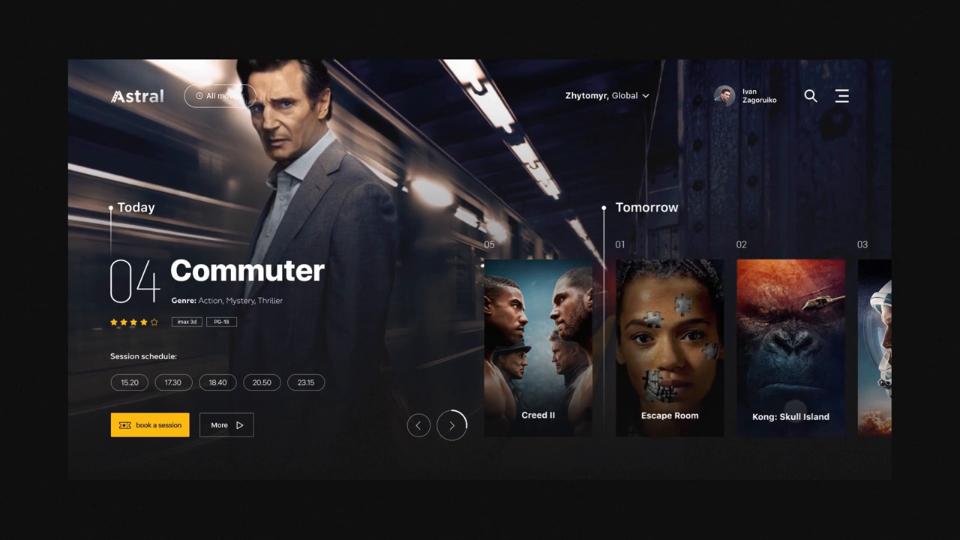 Astral
All mo
Zhytomyr, Global
Ivan
Zagoruiko
Today
Tomorrow
04
Commuter
Genre: Action, Mystery, Thriller
imax 3d
PG-13
Session schedule:
15.20
17.30
18.40
20.50
23.15
book a session
More
05
Creed II
01
Escape Room
02
Kong: Skull Island
03